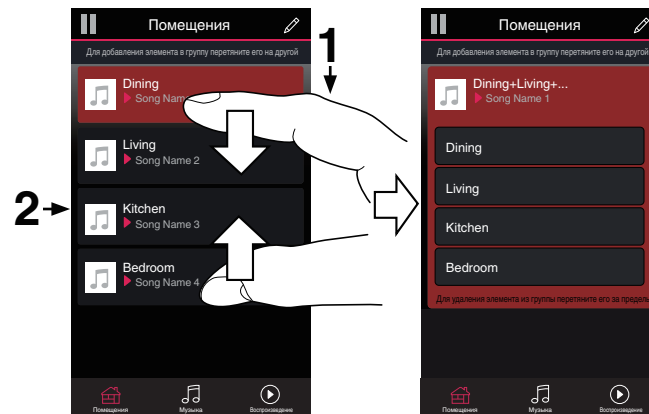 Помещения
Для добавления элемента в группу перетяните его на другой
Dining
Song Nam
Living
Song Name 2
Kitchen
Song Name 3
Bedroom
Song Name 4
Помещения
Музыка
Воспроизведение
1
2
Помещения
Для добавления элемента в группу перетяните его на другой
Dining+Living+...
Song Name 1
Dining
Living
Kitchen
Bedroom
Для удаления элемента из группы перетяните его за предель
Помещения
Музыка
Воспроизведение